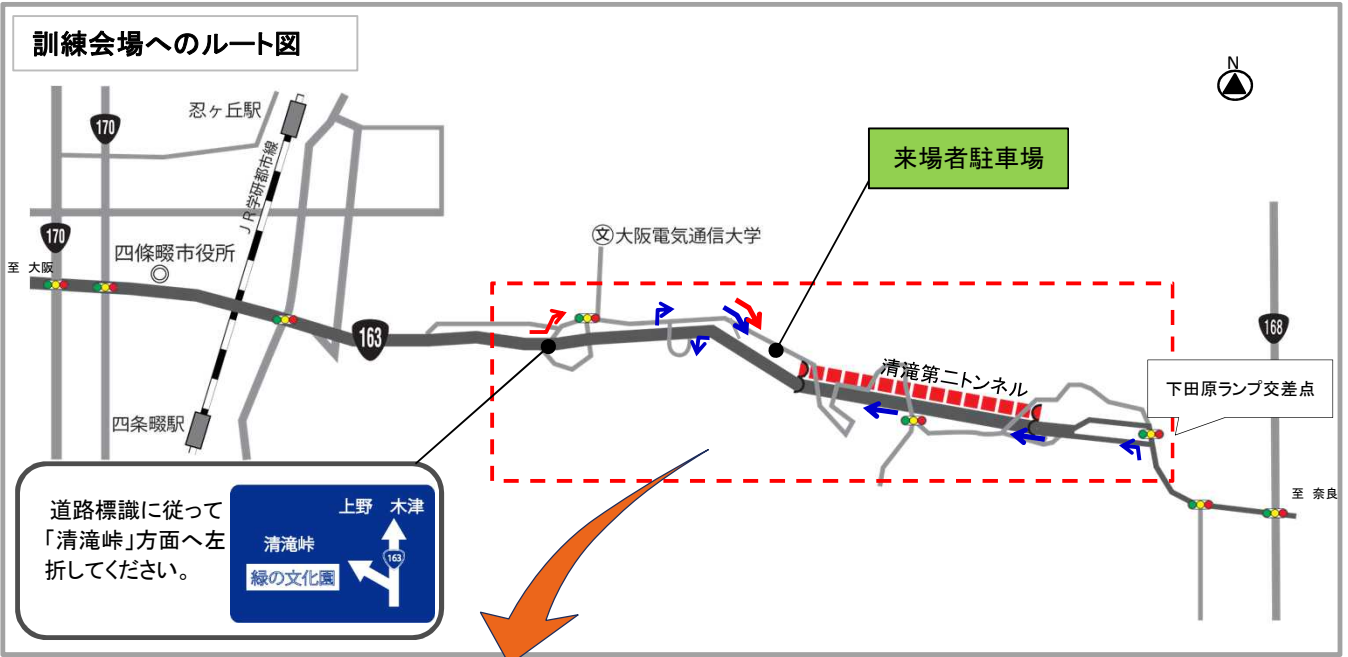 訓練会場へのルート図
N
忍ヶ丘駅
170
JR学研都市線
来場者駐車場
170
四條畷市役所
文大阪電気通信大学
至 大阪
163
168
清滝第二トンネル
下田原ランプ交差点
四条畷駅
至 奈良
道路標識に従って
「清滝峠」方面へ左
折してください。
上野 木津
清滝峠
163
緑の文化園